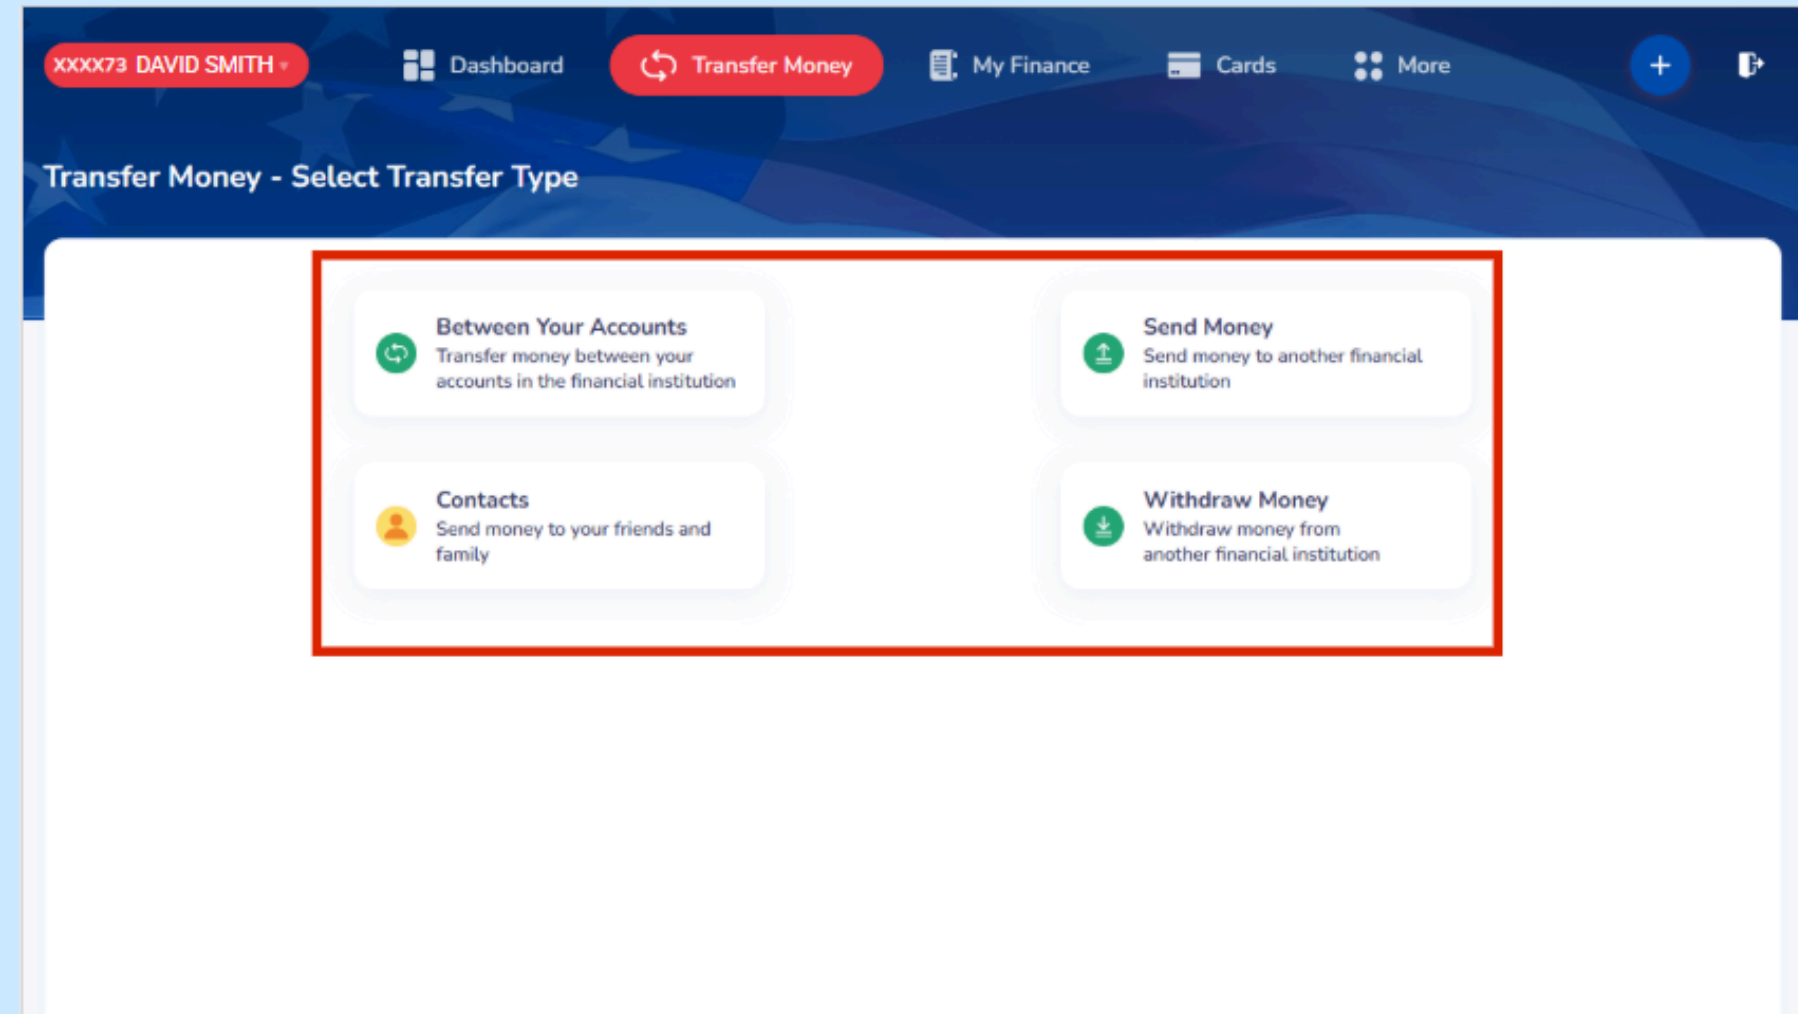 XXXX73 DAVID SMITH
Dashboard
Transfer Money
My Finance
Cards
More
Transfer Money - Select Transfer Type
Between Your Accounts
Transfer money between your
accounts in the financial institution
Send Money
Send money to another financial
institution
Contacts
Send money to your friends and
family
Withdraw Money
Withdraw money from
another financial institution